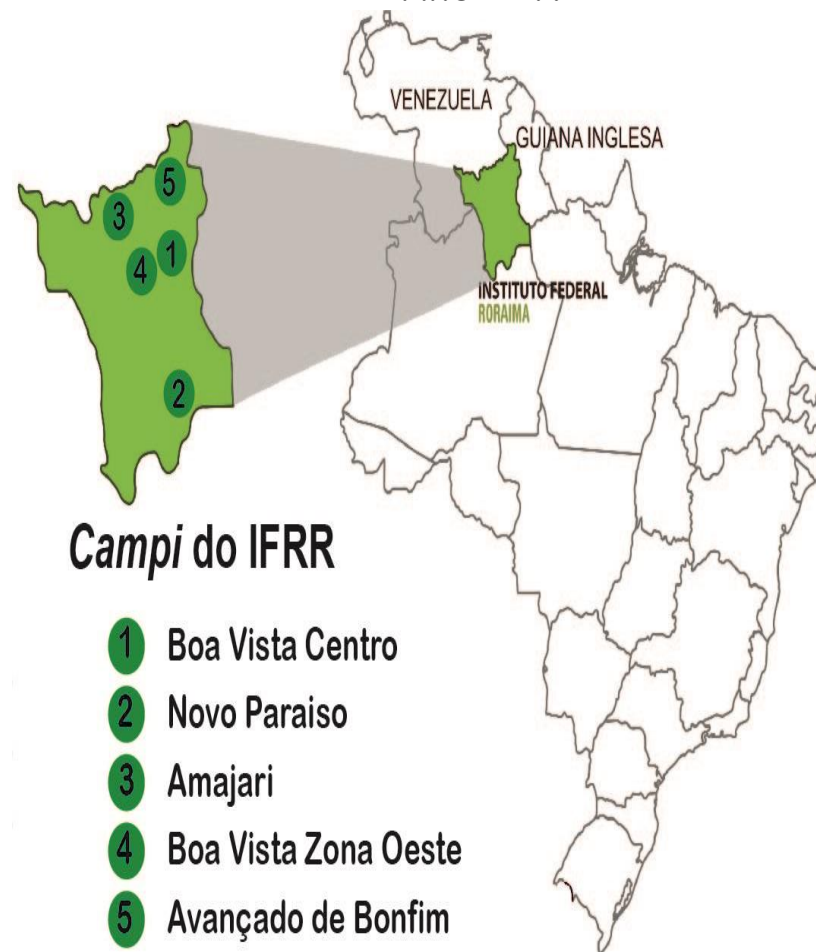 VENEZUELA
GUIANA INGLESA
INSTITUTO FEDERAL
RORAIMA
5
3
1
4
2
Campi do IFRR
1 Boa Vista Centro
2 Novo Paraiso
3 Amajari
4 Boa Vista Zona Oeste
5 Avançado de Bonfim